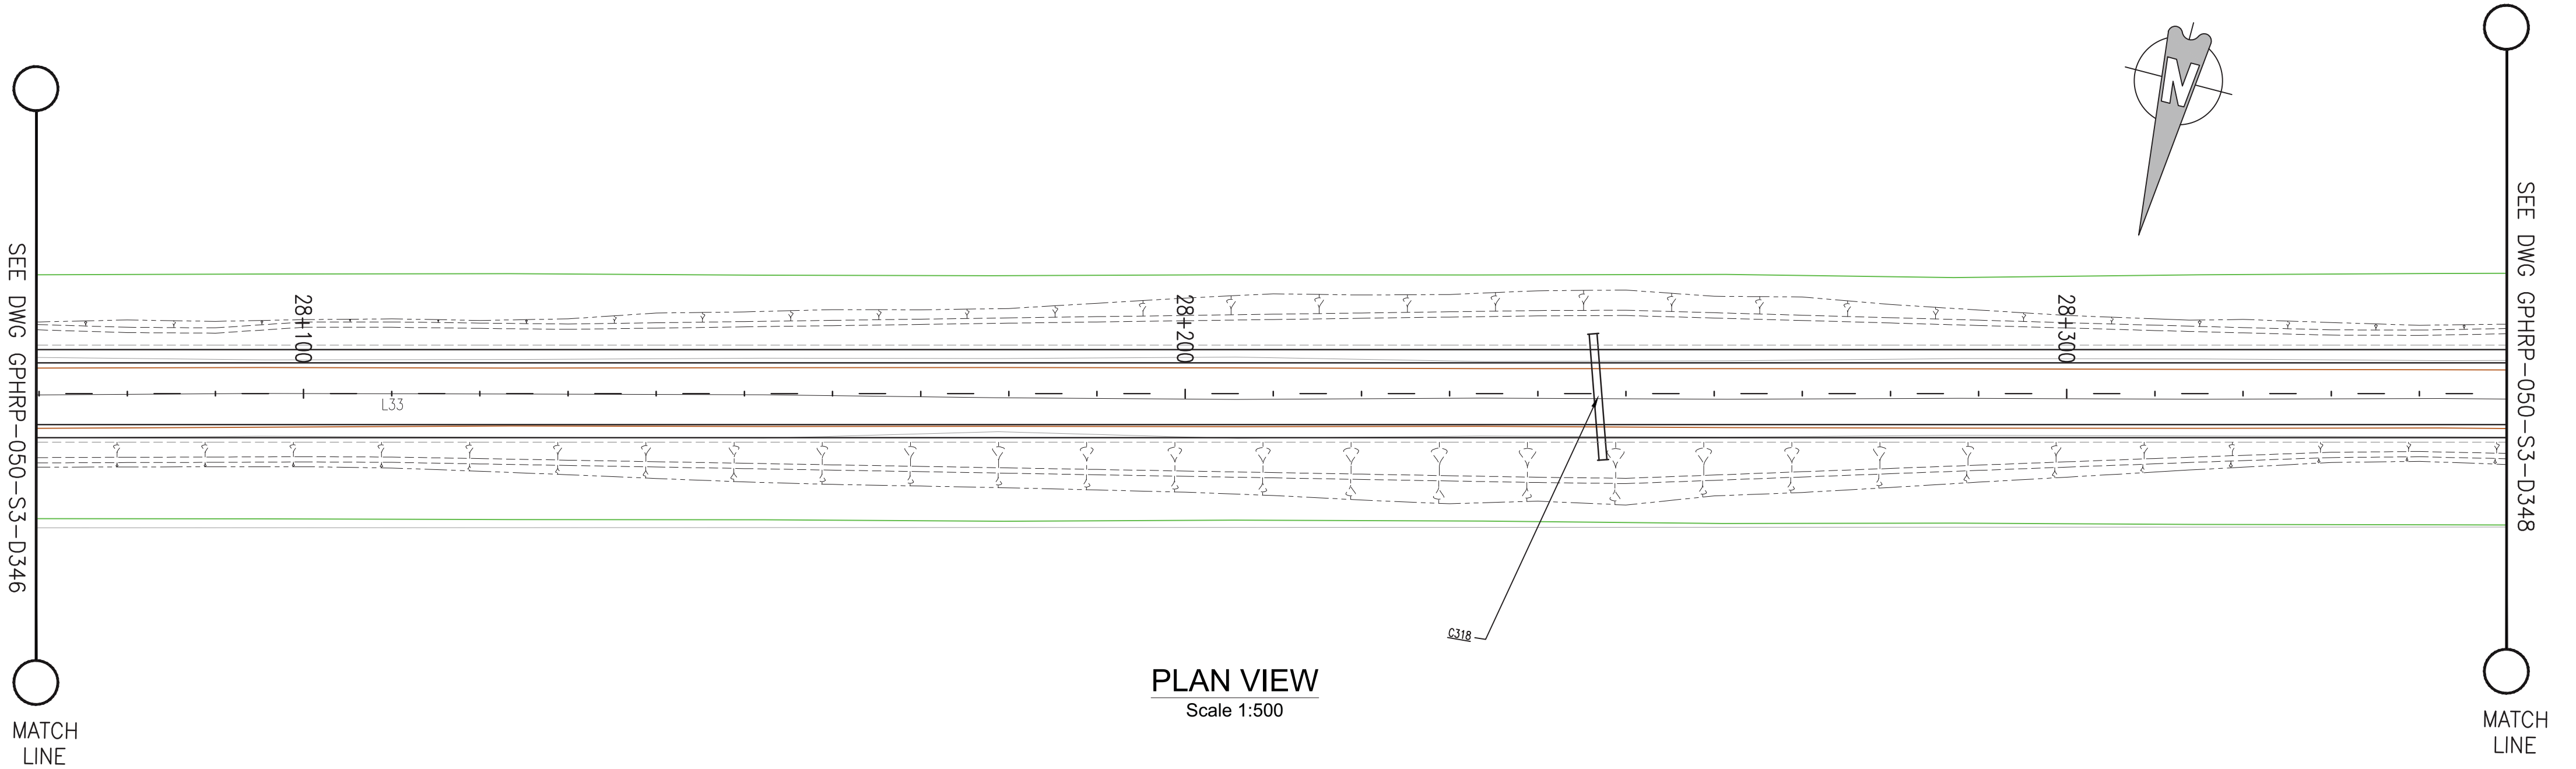 N
SEE DWG GPHRP-050-S3-D346
28+100
28+200
28+300
SEE DWG GPHRP-050-S3-D348
L33
C318
PLAN VIEW
Scale 1:500
MATCH
LINE
MATCH
LINE